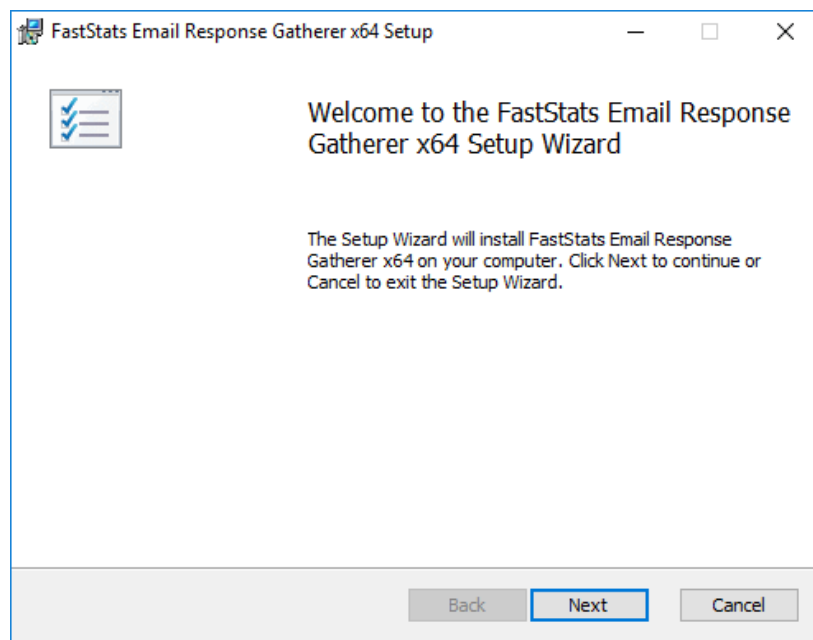 FastStats Email Response Gatherer x64 Setup
Welcome to the FastStats Email Response
Gatherer x64 Setup Wizard
The Setup Wizard will install FastStats Email Response
Gatherer x64 on your computer. Click Next to continue or
Cancel to exit the Setup Wizard.
Back Next Cancel